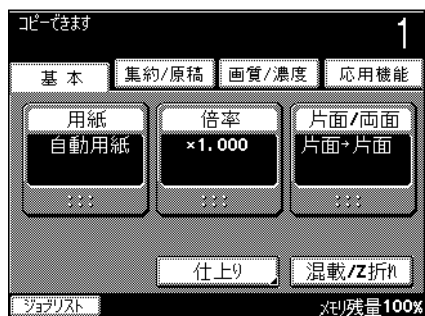 コピーできます
1
基本 集約/原稿 画質/濃度 応用機能
用紙 倍率 片面/両面
自動用紙 ×1.000 片面→片面
仕上り 混載/Z折れ
ジョブリスト メモリ残量100%